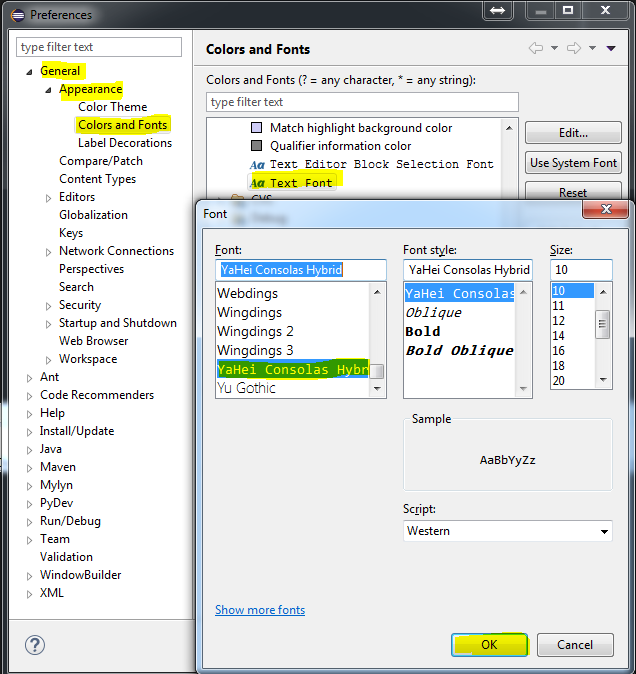 Preferences
type filter text
General
Appearance
Color Theme
Colors and Fonts
Label Decorations
Compare/Patch
Content Types
Editors
Globalization
Keys
Network Connections
Perspectives
Search
Security
Startup and Shutdown
Web Browser
Workspace
Ant
Code Recommenders
Help
Install/Update
Java
Maven
Mylyn
PyDev
Run/Debug
Team
Validation
WindowBuilder
XML
Colors and Fonts
Colors and Fonts (? = any character, * = any string):
type filter text
Match highlight background color
Qualifier information color
Aa Text Editor Block Selection Font
Aa Text Font
CVS
Debug
Edit...
Use System Font
Reset
Font
Font:
YaHei Consolas Hybrid
Webdings
Wingdings
Wingdings 2
Wingdings 3
YaHei Consolas Hybr
Yu Gothic
Font style:
YaHei Consolas Hybrid
YaHei Consolas
Oblique
Bold
Bold Oblique
Size:
10
10
11
12
14
16
18
20
Sample
AaBbYyZz
Script:
Western
Show more fonts
OK
Cancel